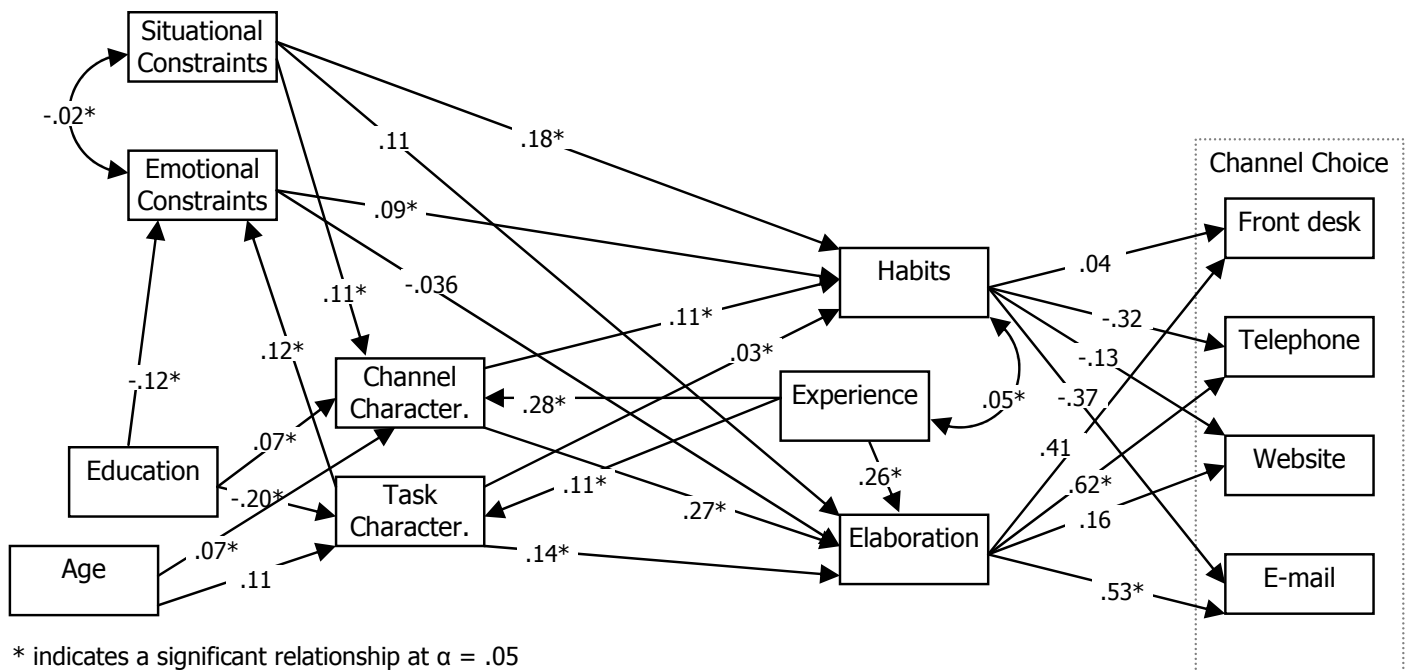 Situational
Constraints
-.02*
.11
.18*
Emotional
Constraints
Channel Choice
Front desk
.09*
Habits
.04
.11*
-.036
.11*
-.32
Telephone
.12*
.03*
-.13
-.12*
Channel
Character.
Experience
.28*
.05*
-.37
.07*
.41
Education
Website
.26*
-.20*
Task
Character.
.11*
.27*
.62*
.16
Elaboration
.07*
.14*
Age
.11
.53*
E-mail
* indicates a significant relationship at α = .05